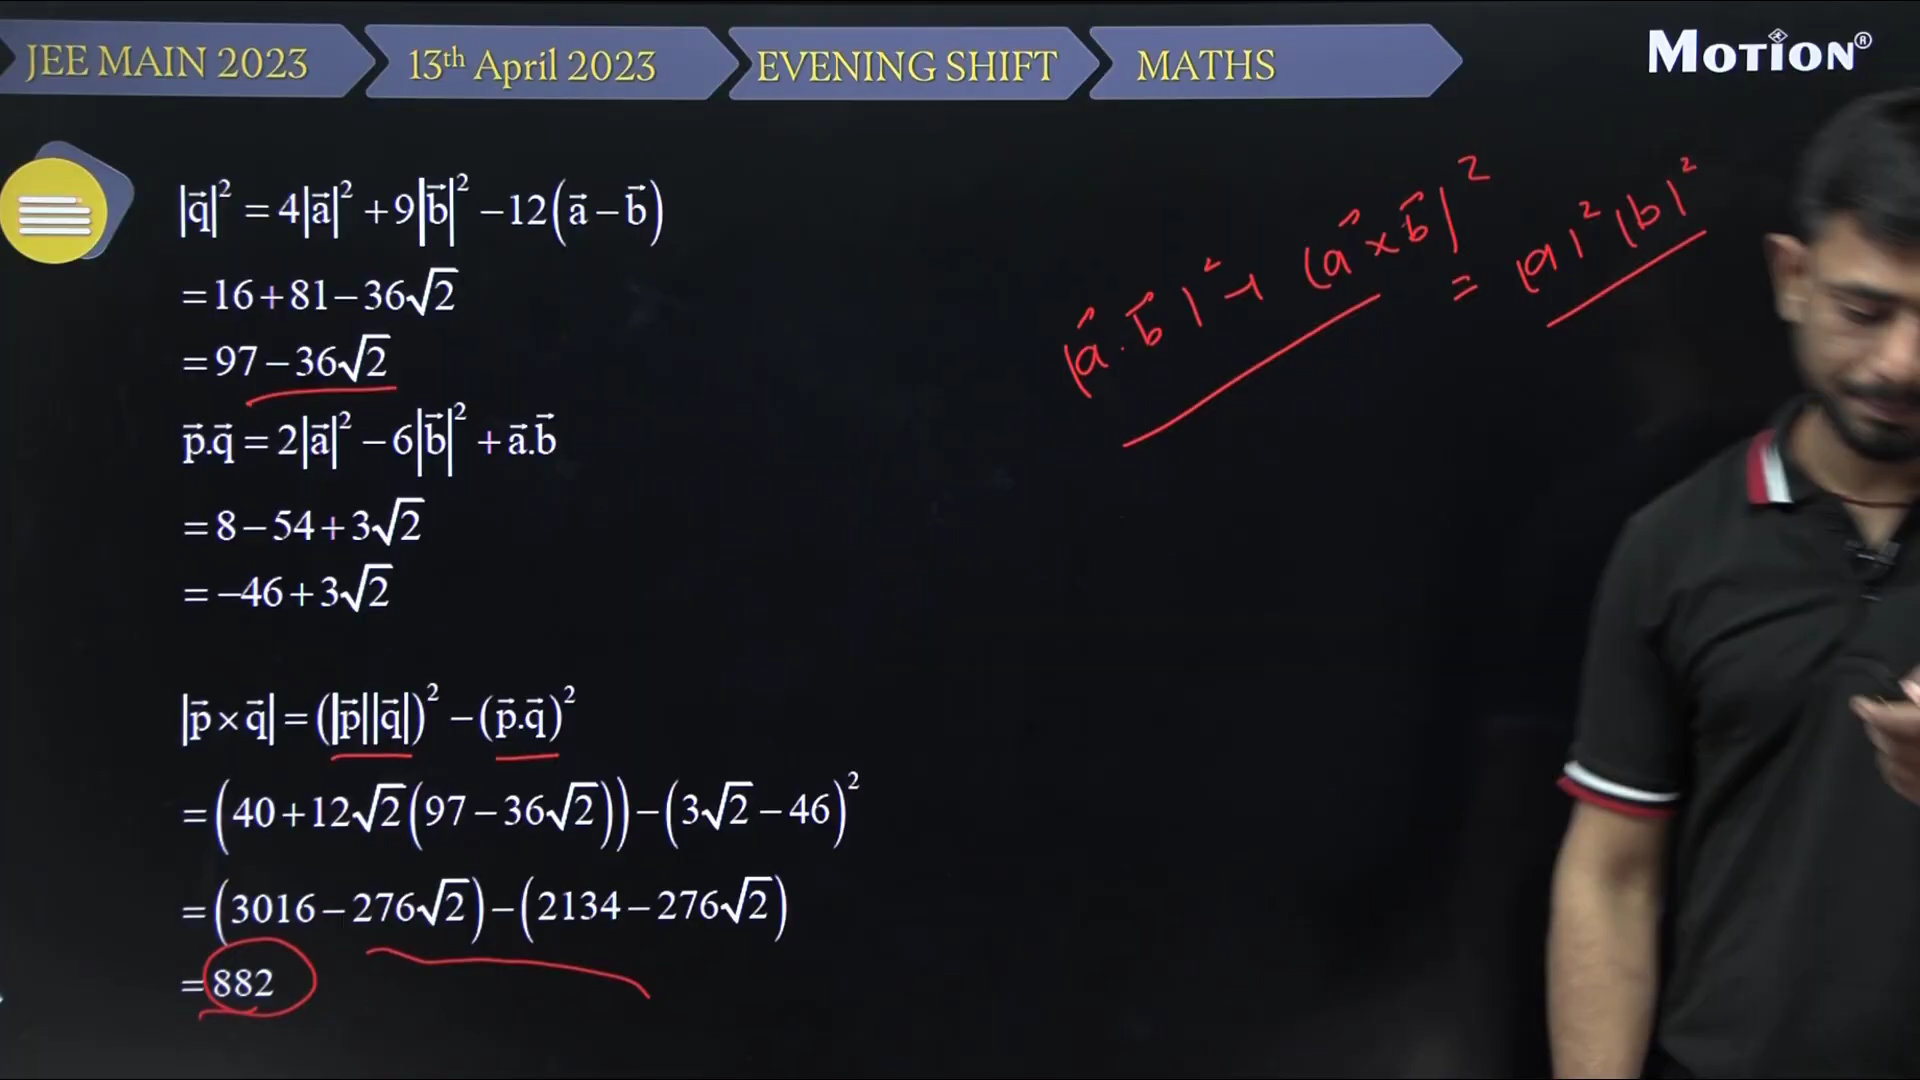 JEE MAIN 2023 13th April 2023 EVENING SHIFT MATHS MOTION®
|q⃗|² = 4|a⃗|² + 9|b⃗|² − 12(a⃗ − b⃗)
= 16 + 81 − 36√2
= 97 − 36√2
p⃗.q⃗ = 2|a⃗|² − 6|b⃗|² + a⃗.b⃗
= 8 − 54 + 3√2
= −46 + 3√2
|p⃗ × q⃗| = (|p⃗||q⃗|)² − (p⃗.q⃗)²
= (40 + 12√2(97 − 36√2)) − (3√2 − 46)²
= (3016 − 276√2) − (2134 − 276√2)
= 882
|a⃗ . b⃗|² + (a⃗ × b⃗|² = |a|² |b|²